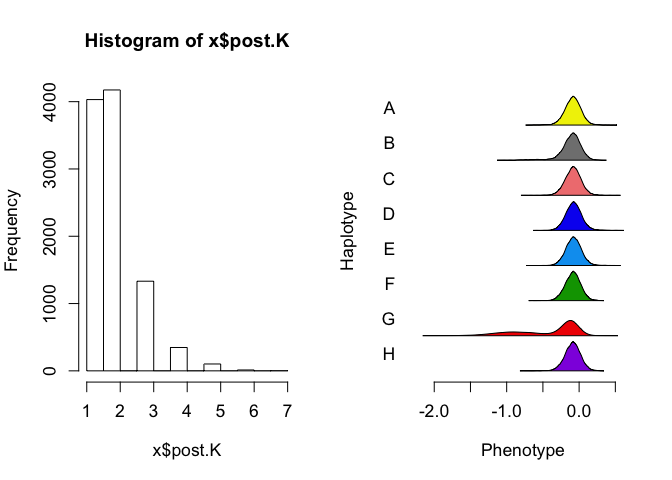 Histogram of x$post.K
Frequency
4000
3000
2000
1000
0
1 2 3 4 5 6 7
x$post.K
Haplotype
A
B
C
D
E
F
G
H
-2.0 -1.0 0.0
Phenotype